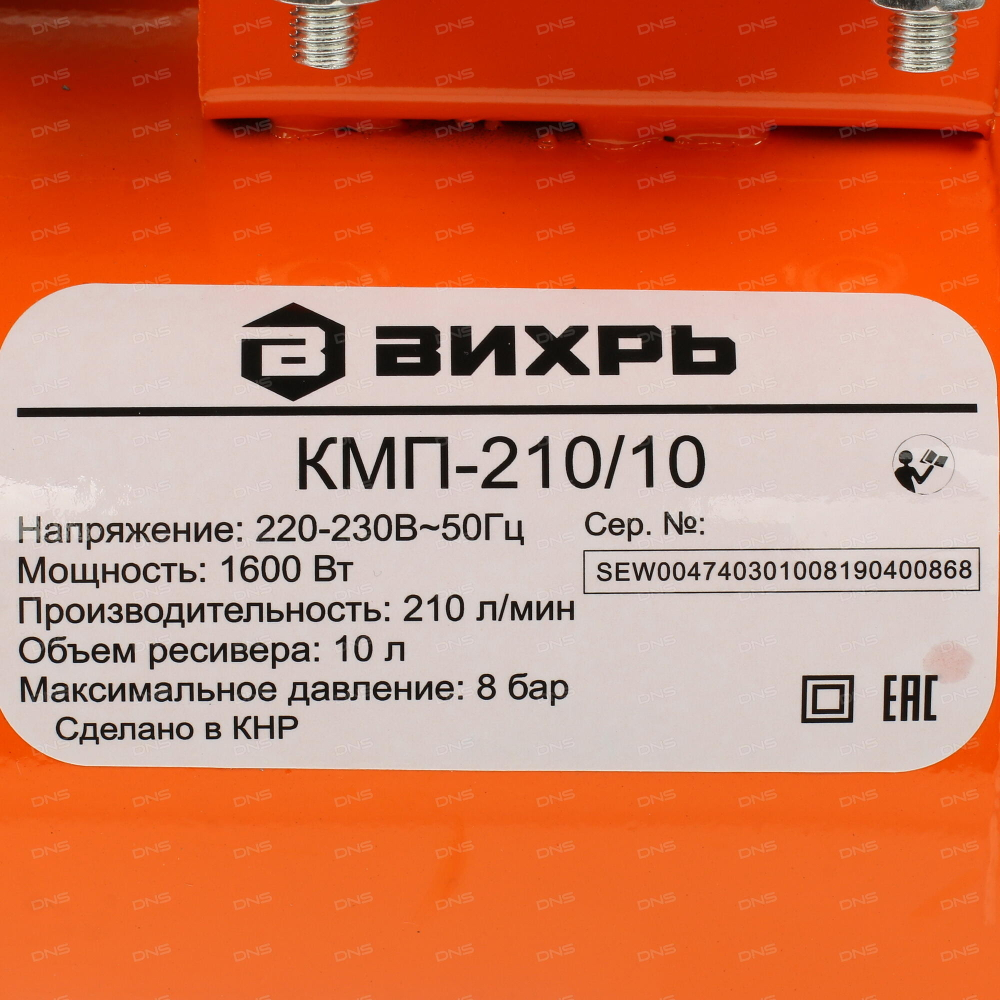 ВИХРЬ
КМП-210/10
Напряжение: 220-230В~50Гц
Мощность: 1600 Вт
Производительность: 210 л/мин
Объем ресивера: 10 л
Максимальное давление: 8 бар
Сделано в КНР
Сер. №:
SEW004740301008190400868
EAC
DNS